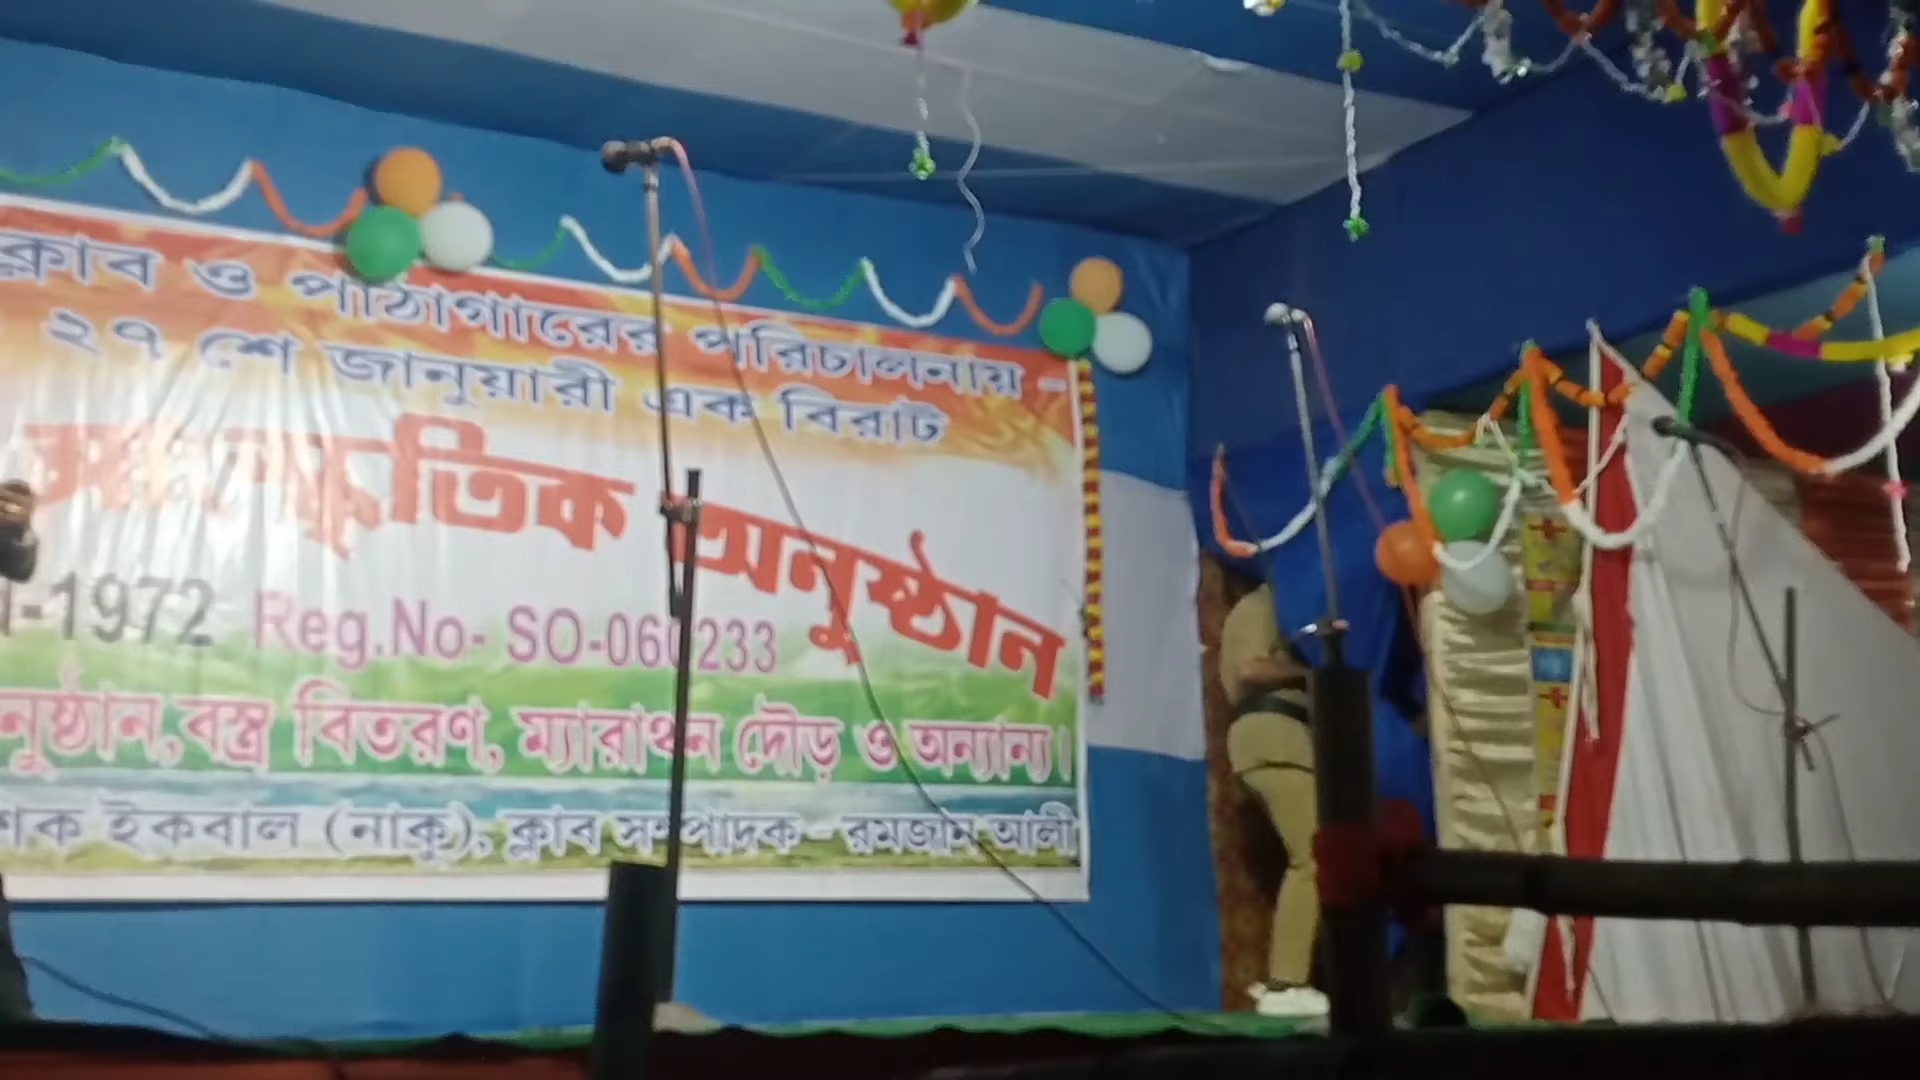 ক্লাব ও পাঠাগারের পরিচালনায় -
২৭ শে জানুয়ারী এক বিরাট
সাংস্কৃতিক অনুষ্ঠান
-1972 Reg.No- SO-060233
নুষ্ঠান, বস্ত্র বিতরণ, ম্যারাথন দৌড় ও অন্যান্য।
শক ইকবাল (নাকু), ক্লাব সম্পাদক - রমজান আলী